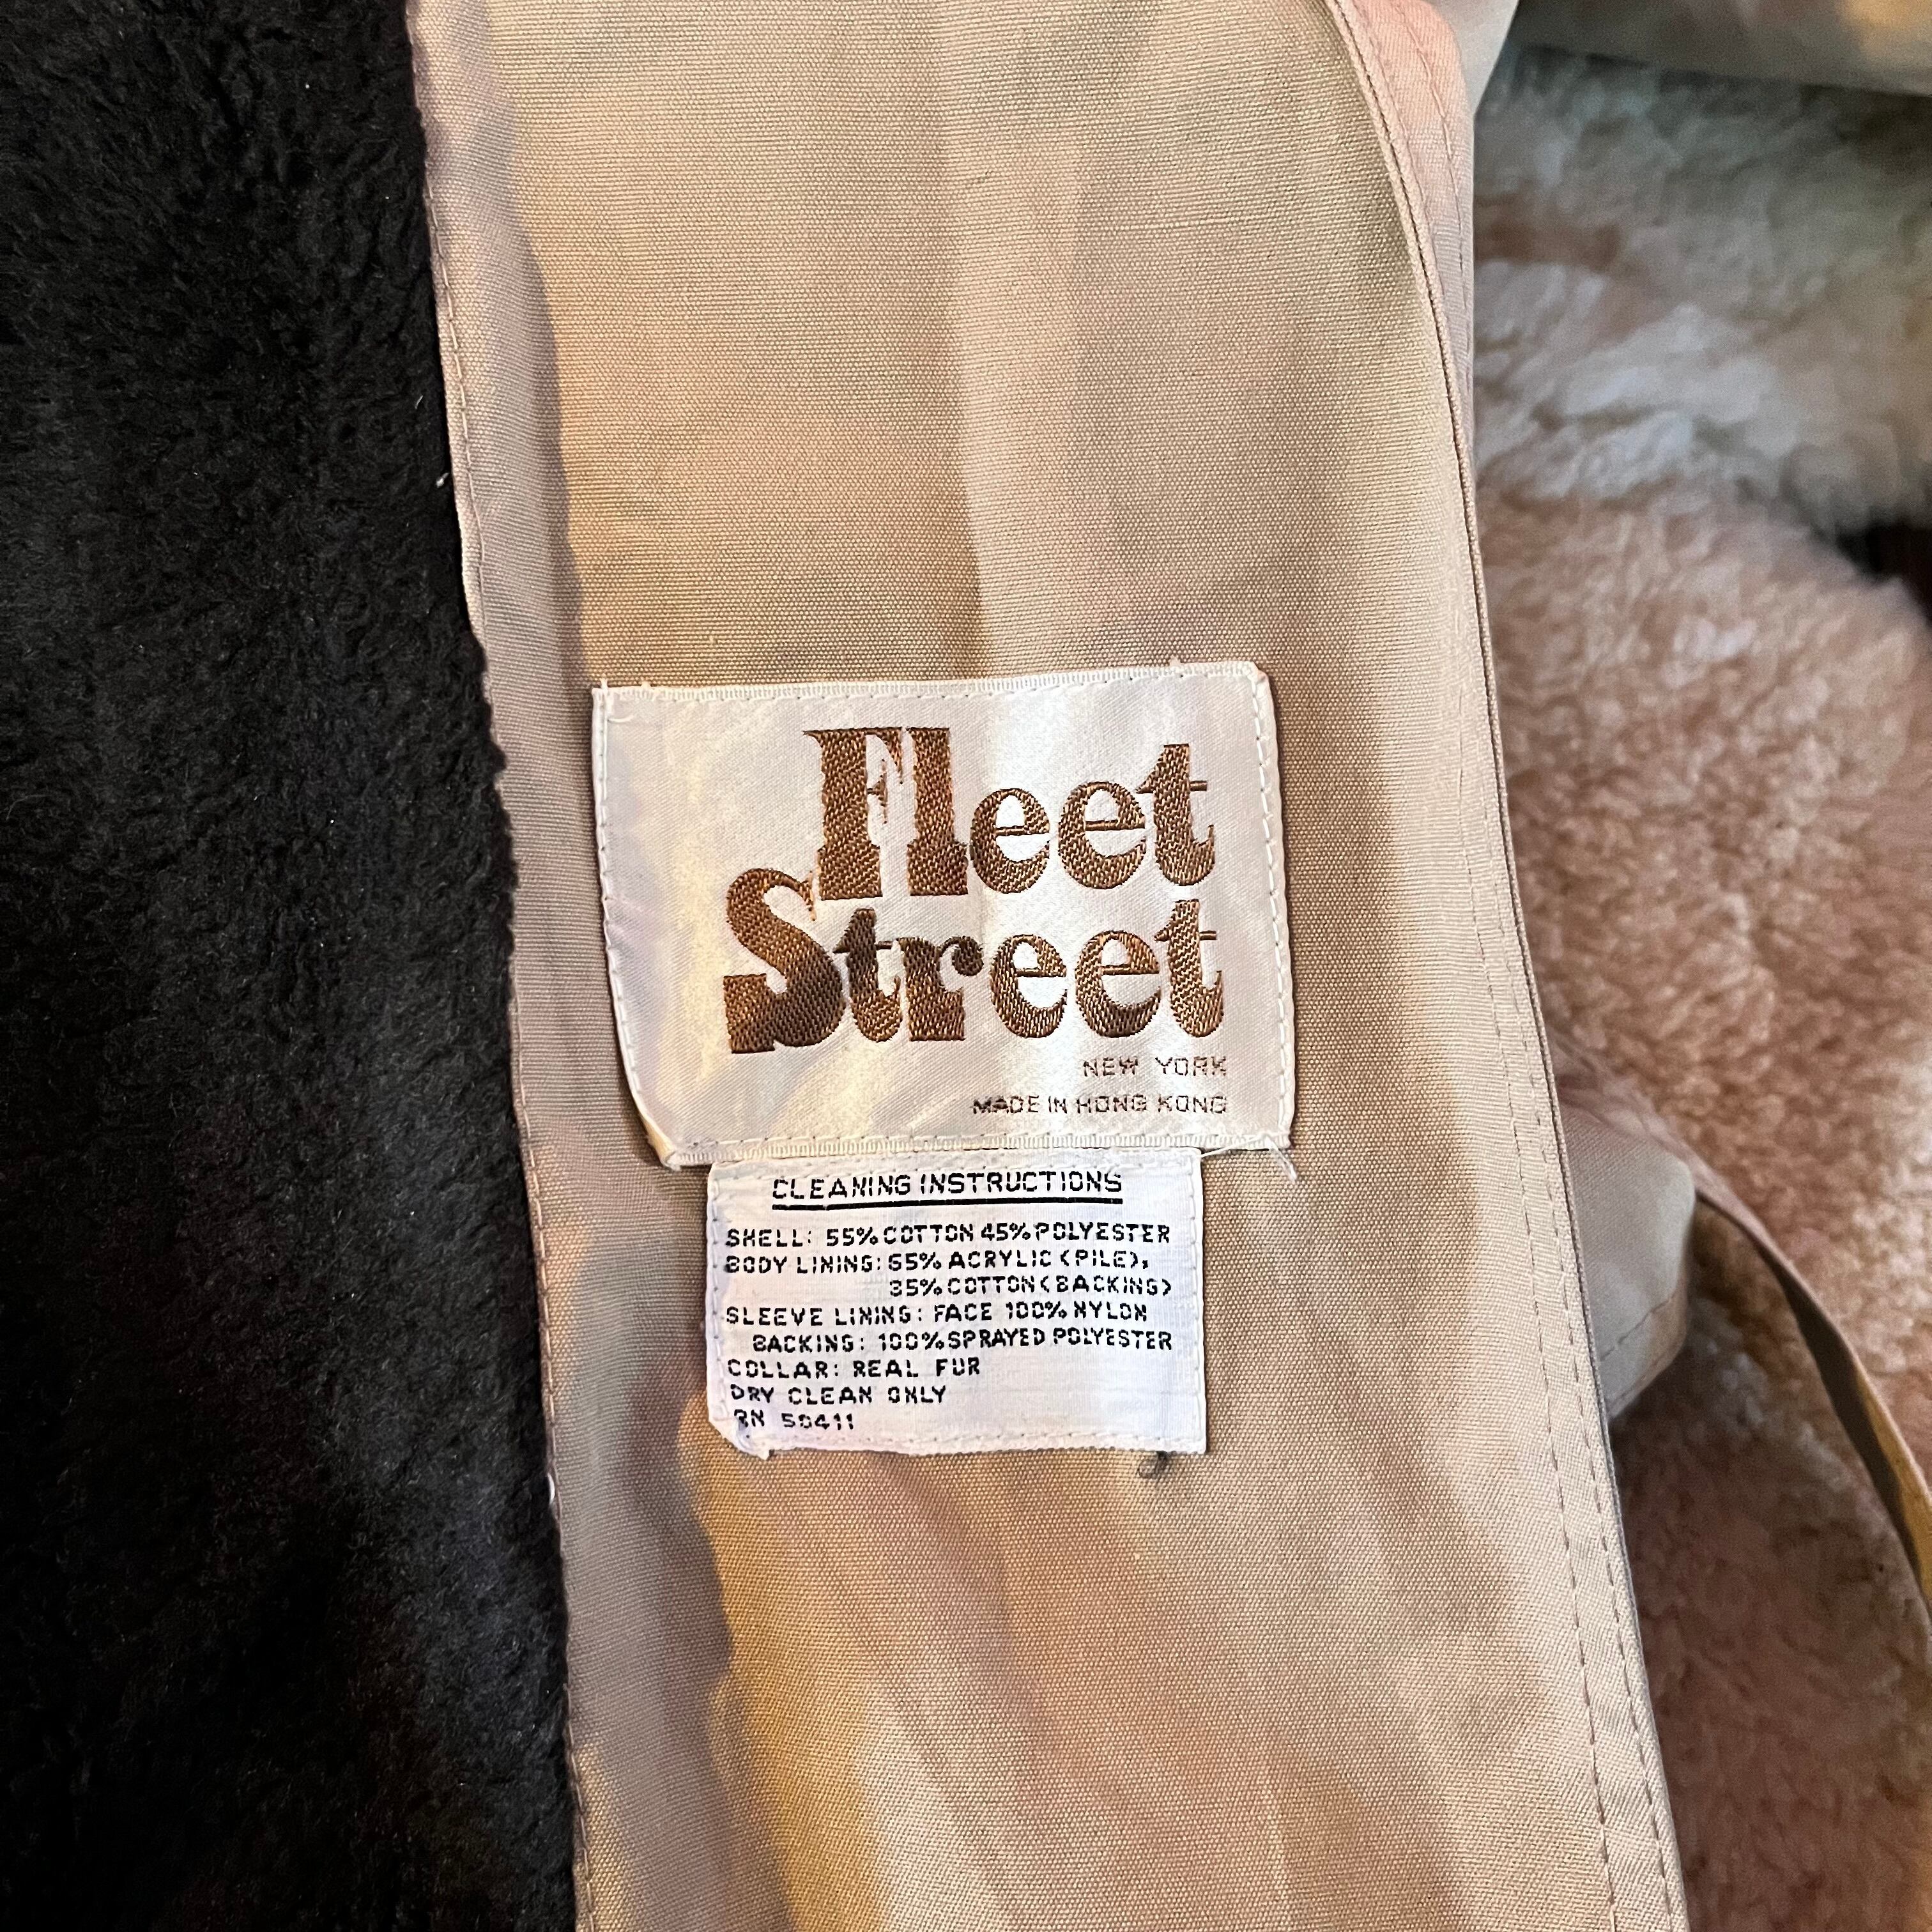 Fleet
Street
NEW YORK
MADE IN HONG KONG
CLEANING INSTRUCTIONS
SHELL: 55% COTTON 45% POLYESTER
BODY LINING: 65% ACRYLIC (PILE),
35% COTTON (BACKING)
SLEEVE LINING: FACE 100% NYLON
BACKING: 100% SPRAYED POLYESTER
COLLAR: REAL FUR
DRY CLEAN ONLY
RN 50411